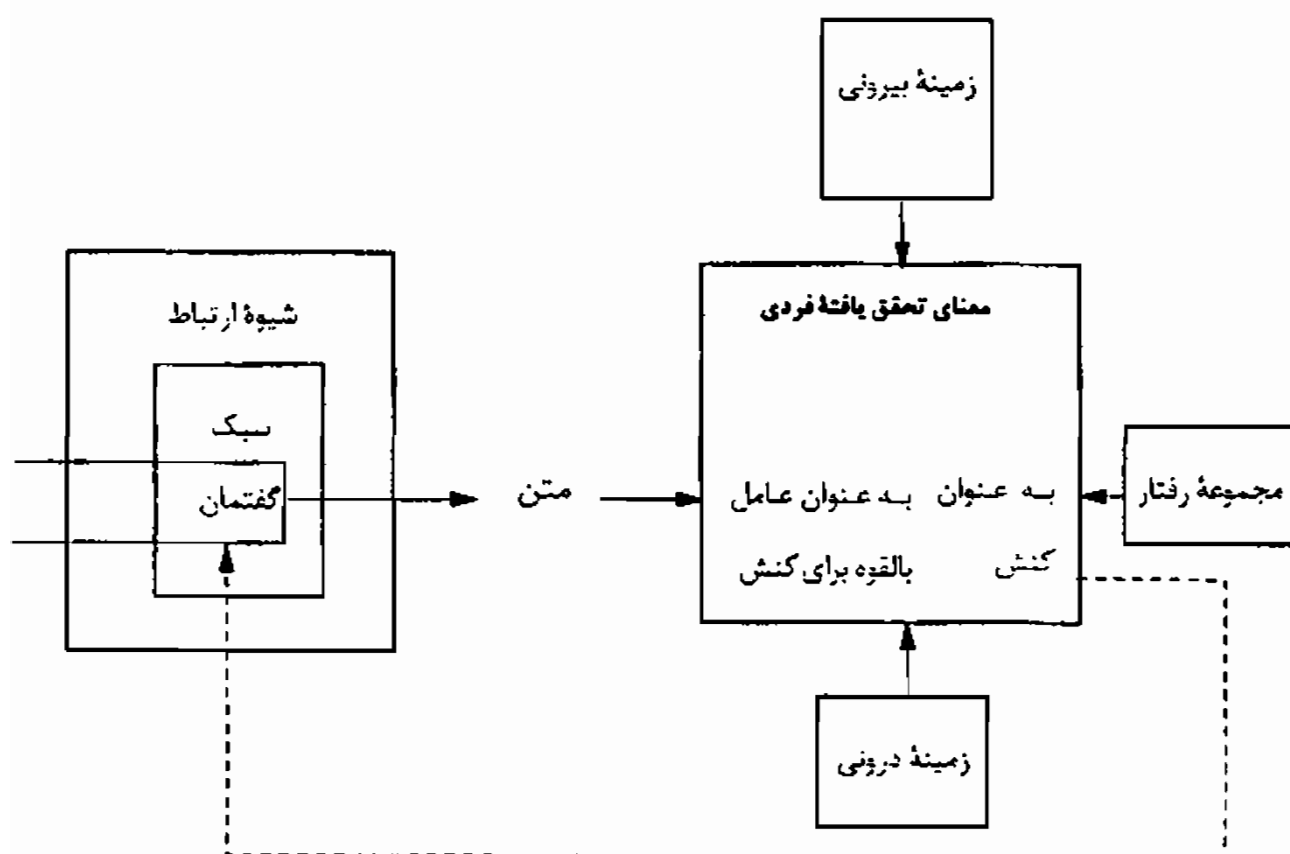 زمینهٔ بیرونی
معنای تحقق یافتهٔ فردی
شیوهٔ ارتباط
سبک
گفتمان
متن
به عنوان
کنش
به عنوان عامل
بالقوه برای کنش
مجموعهٔ رفتار
زمینهٔ درونی